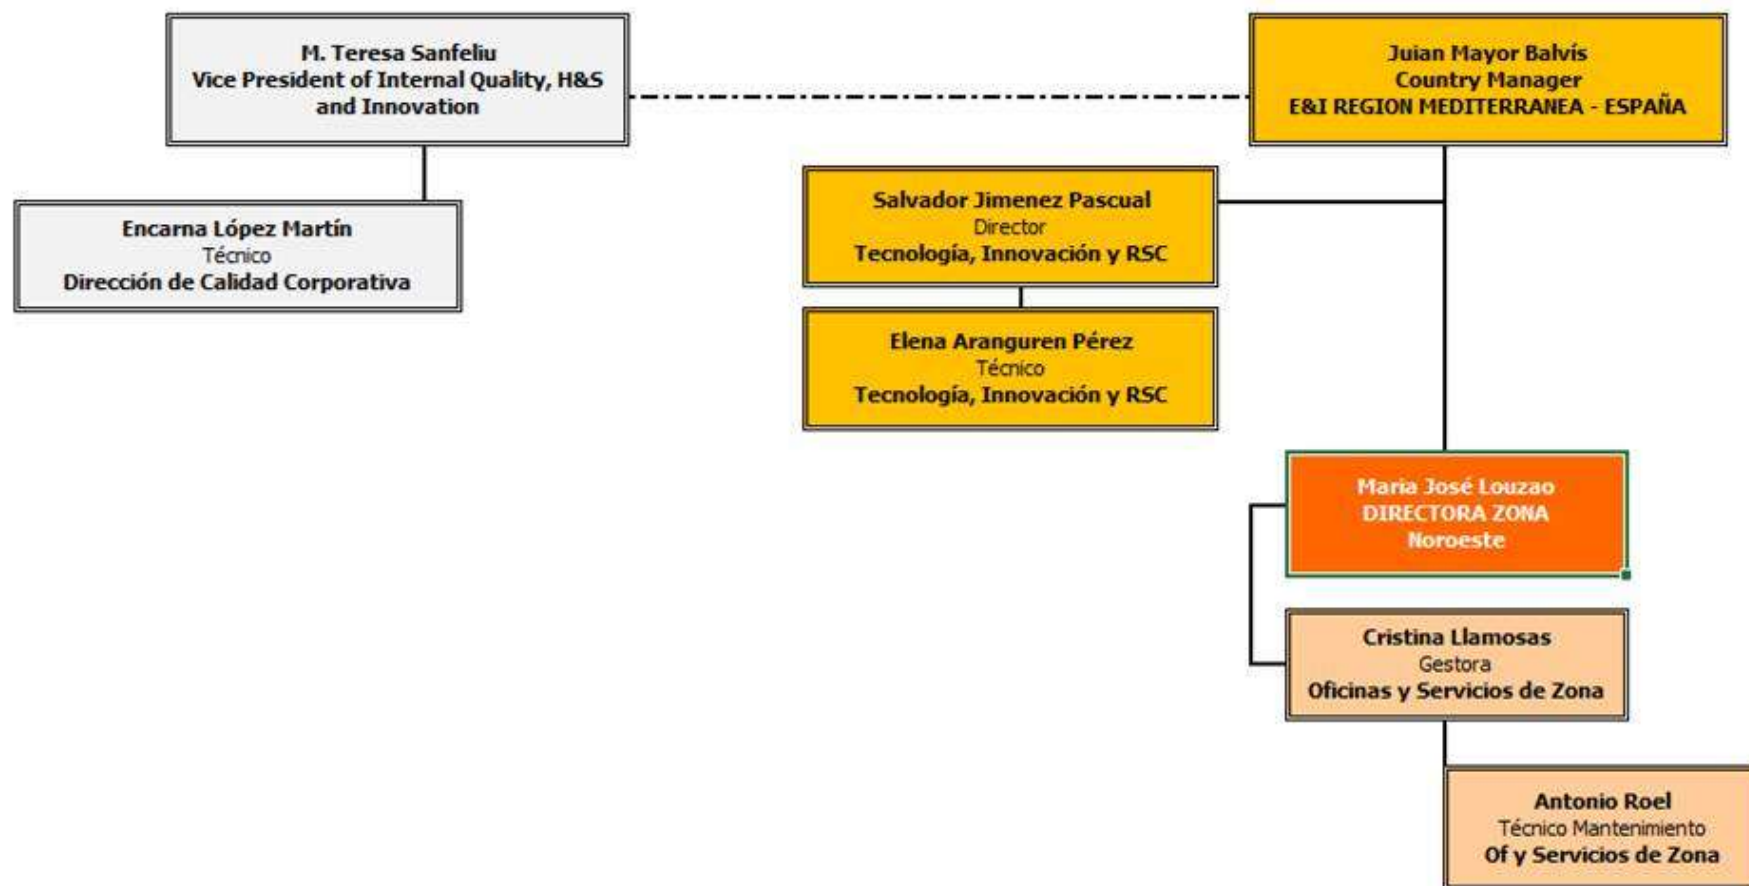 M. Teresa Sanfeliu
Vice President of Internal Quality, H&S
and Innovation
Juian Mayor Balvís
Country Manager
E&I REGION MEDITERRANEA - ESPAÑA
Salvador Jimenez Pascual
Director
Tecnología, Innovación y RSC
Encarna López Martín
Técnico
Dirección de Calidad Corporativa
Elena Aranguren Pérez
Técnico
Tecnología, Innovación y RSC
Maria José Louzao
DIRECTORA ZONA
Noroeste
Cristina Llamosas
Gestora
Oficinas y Servicios de Zona
Antonio Roel
Técnico Mantenimiento
Of y Servicios de Zona